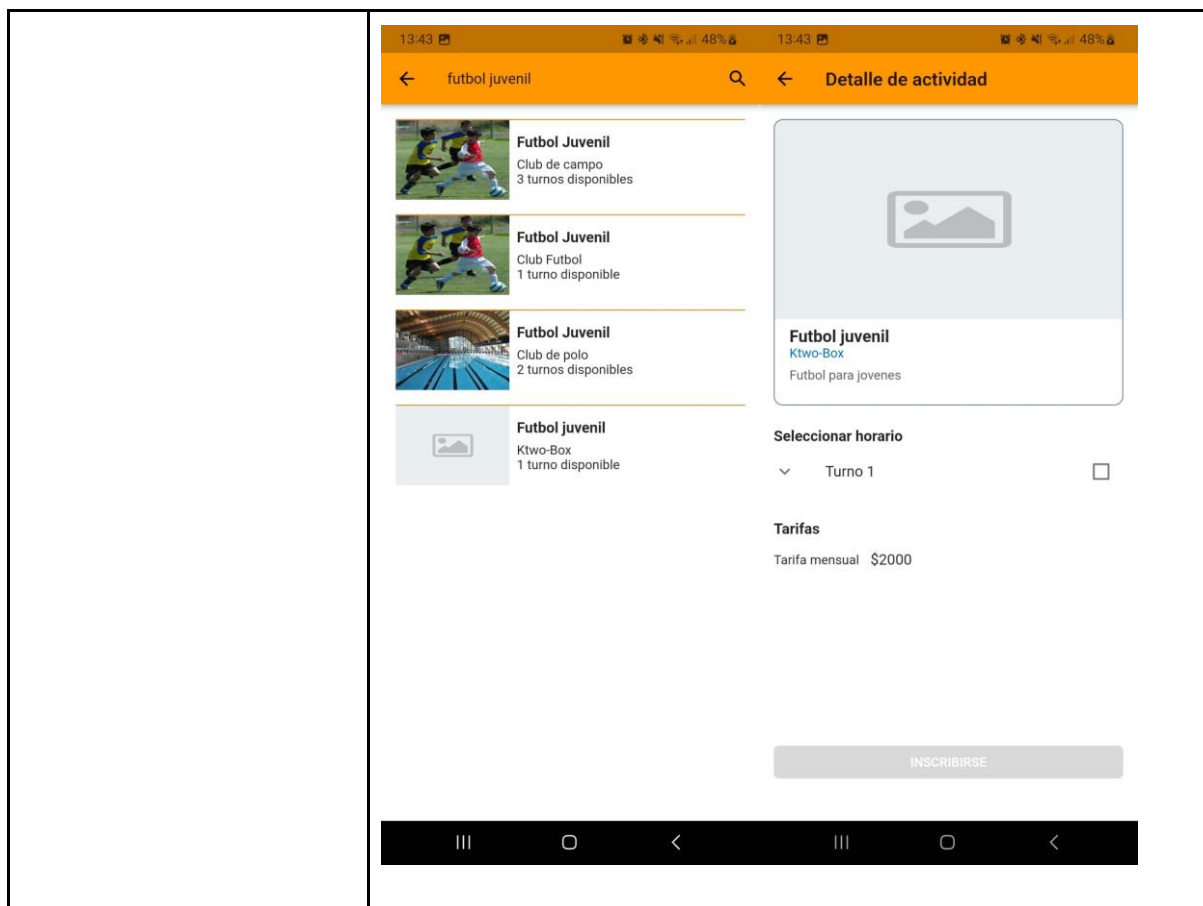 13:43
48%
futbol juvenil
Futbol Juvenil
Club de campo
3 turnos disponibles
Futbol Juvenil
Club Futbol
1 turno disponible
Futbol Juvenil
Club de polo
2 turnos disponibles
Futbol juvenil
Ktwo-Box
1 turno disponible
13:43
48%
Detalle de actividad
Futbol juvenil
Ktwo-Box
Futbol para jovenes
Seleccionar horario
Turno 1
Tarifas
Tarifa mensual $2000
INSCRIBIRSE